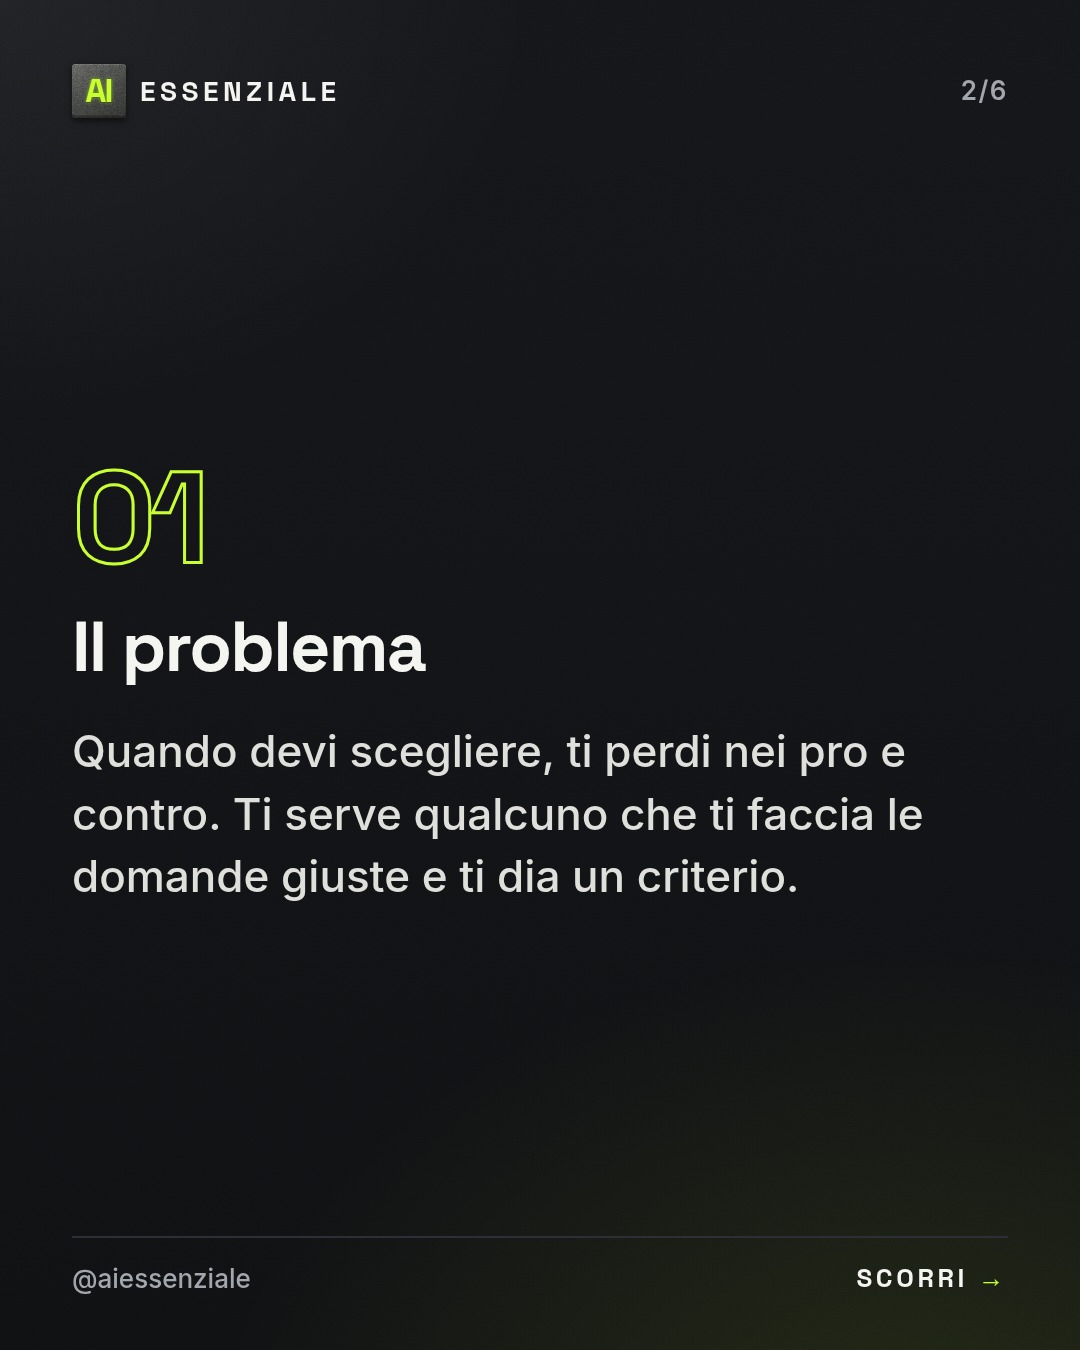 AI ESSENZIALE
2/6
01
Il problema
Quando devi scegliere, ti perdi nei pro e
contro. Ti serve qualcuno che ti faccia le
domande giuste e ti dia un criterio.
@aiessenziale
SCORRI →